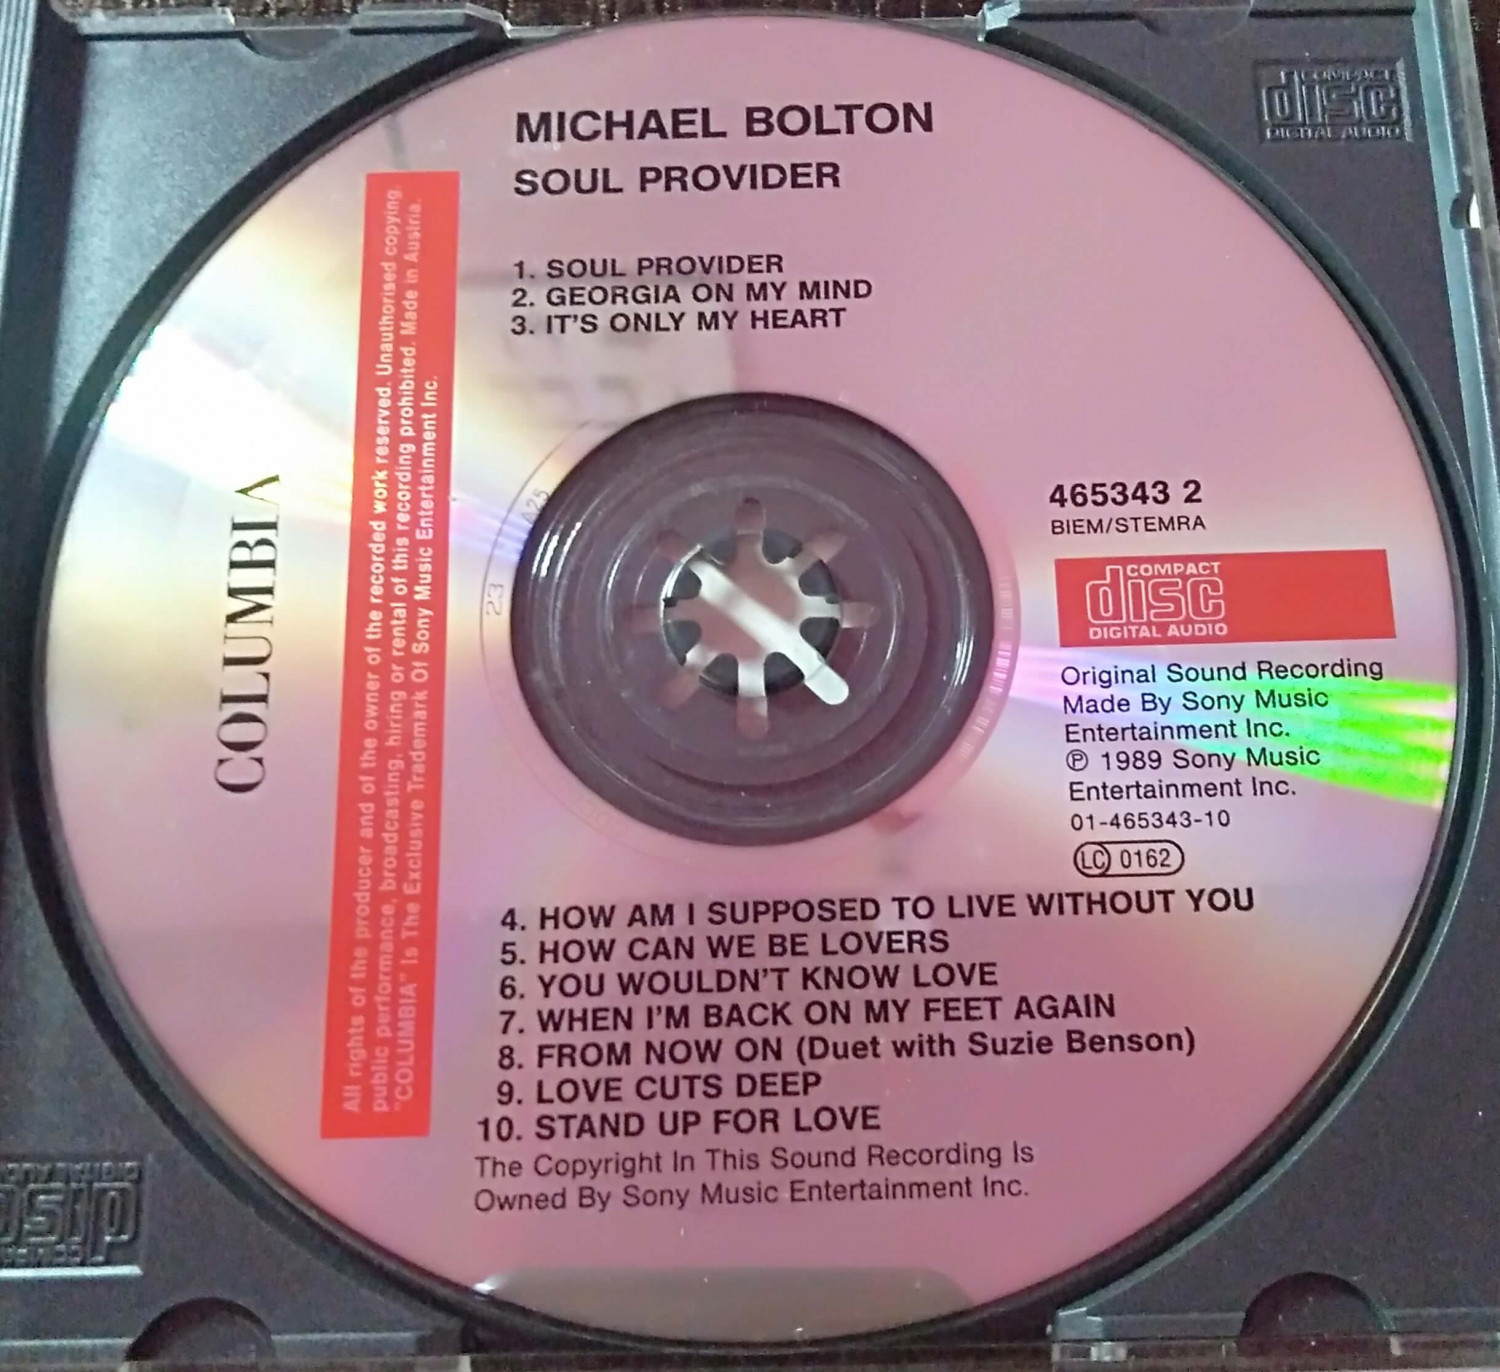 MICHAEL BOLTON
SOUL PROVIDER
1. SOUL PROVIDER
2. GEORGIA ON MY MIND
3. IT'S ONLY MY HEART
COMPACT
disc
DIGITAL AUDIO
COLUMBIA
All rights of the producer and of the owner of the recorded work reserved. Unauthorised copying,
public performance, broadcasting, hiring or rental of this recording prohibited. Made in Austria.
"COLUMBIA" Is The Exclusive Trademark Of Sony Music Entertainment Inc.
A25
23
465343 2
BIEM/STEMRA
COMPACT
disc
DIGITAL AUDIO
Original Sound Recording
Made By Sony Music
Entertainment Inc.
℗ 1989 Sony Music
Entertainment Inc.
01-465343-10
LC 0162
4. HOW AM I SUPPOSED TO LIVE WITHOUT YOU
5. HOW CAN WE BE LOVERS
6. YOU WOULDN'T KNOW LOVE
7. WHEN I'M BACK ON MY FEET AGAIN
8. FROM NOW ON (Duet with Suzie Benson)
9. LOVE CUTS DEEP
10. STAND UP FOR LOVE
The Copyright In This Sound Recording Is
Owned By Sony Music Entertainment Inc.